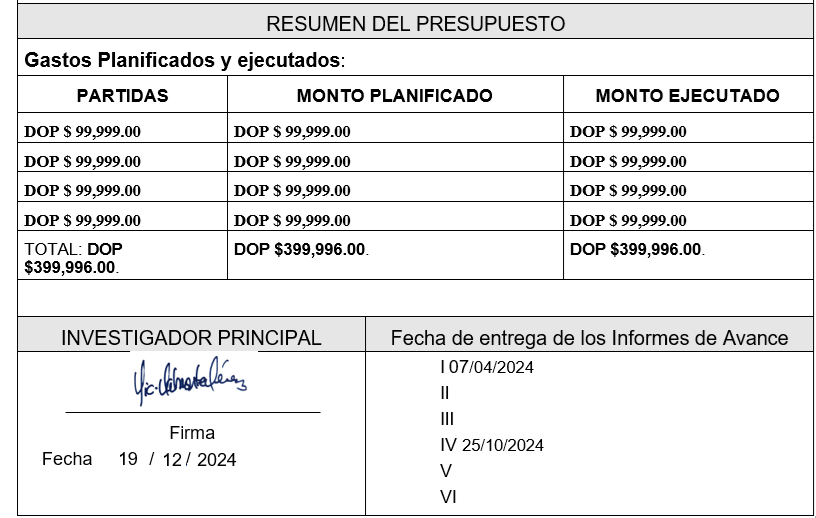 RESUMEN DEL PRESUPUESTO
Gastos Planificados y ejecutados:
PARTIDAS MONTO PLANIFICADO MONTO EJECUTADO
DOP $ 99,999.00 DOP $ 99,999.00 DOP $ 99,999.00
DOP $ 99,999.00 DOP $ 99,999.00 DOP $ 99,999.00
DOP $ 99,999.00 DOP $ 99,999.00 DOP $ 99,999.00
DOP $ 99,999.00 DOP $ 99,999.00 DOP $ 99,999.00
TOTAL: DOP
$399,996.00.
DOP $399,996.00.
DOP $399,996.00.
INVESTIGADOR PRINCIPAL
Firma
Fecha 19 / 12 / 2024
Fecha de entrega de los Informes de Avance
I 07/04/2024
II
III
IV 25/10/2024
V
VI